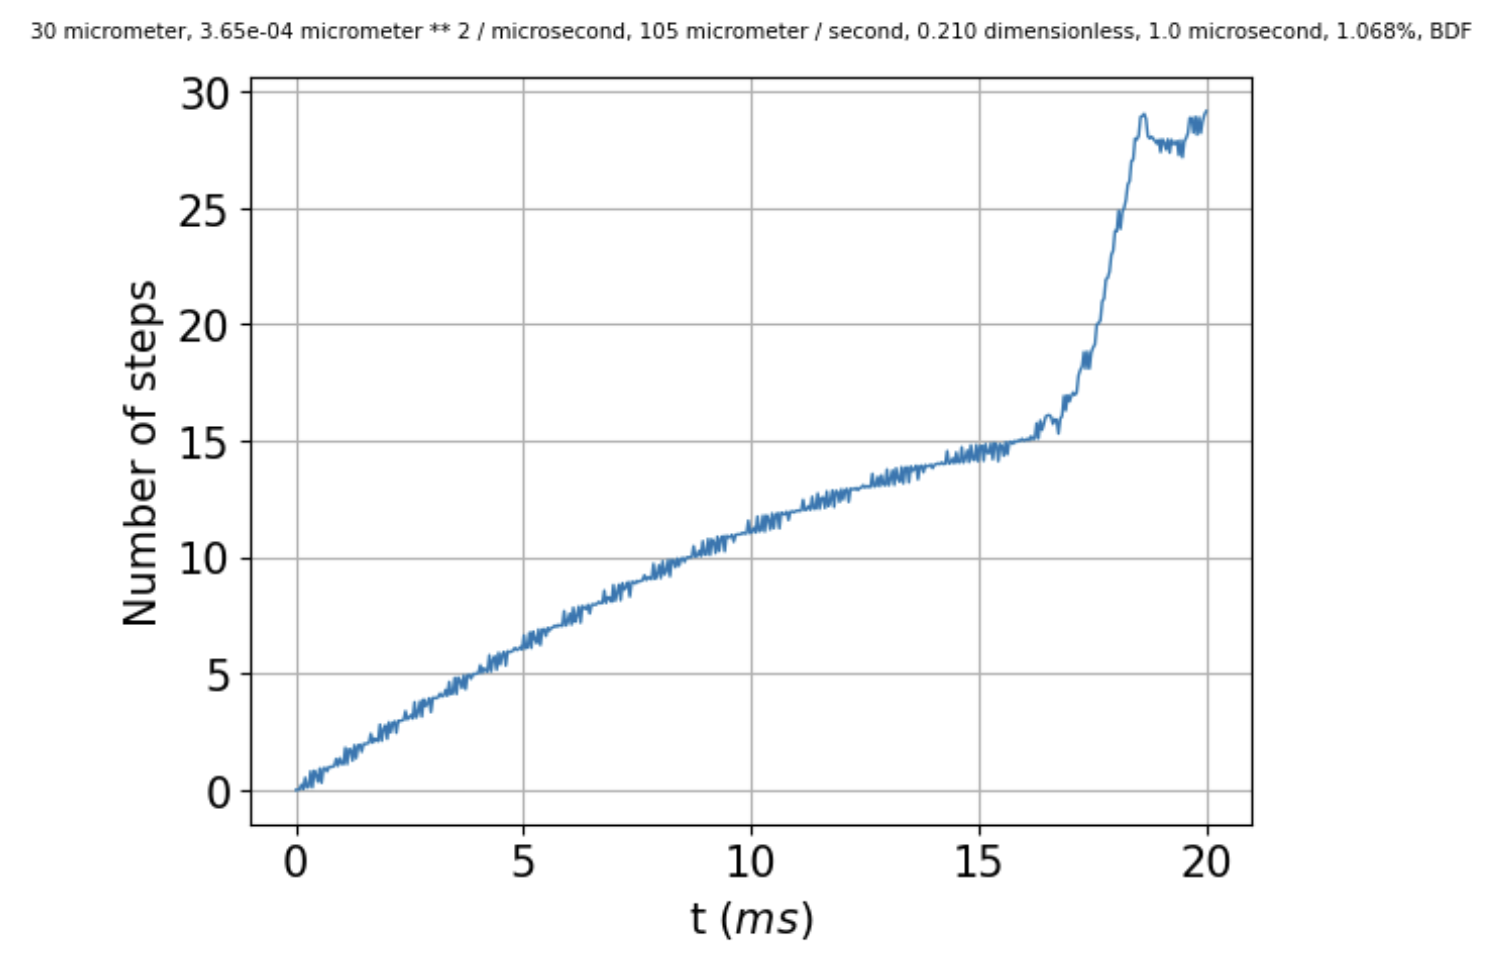 30 micrometer, 3.65e-04 micrometer ** 2 / microsecond, 105 micrometer / second, 0.210 dimensionless, 1.0 microsecond, 1.068%, BDF
30
25
20
15
10
5
0
Number of steps
0 5 10 15 20
t (ms)